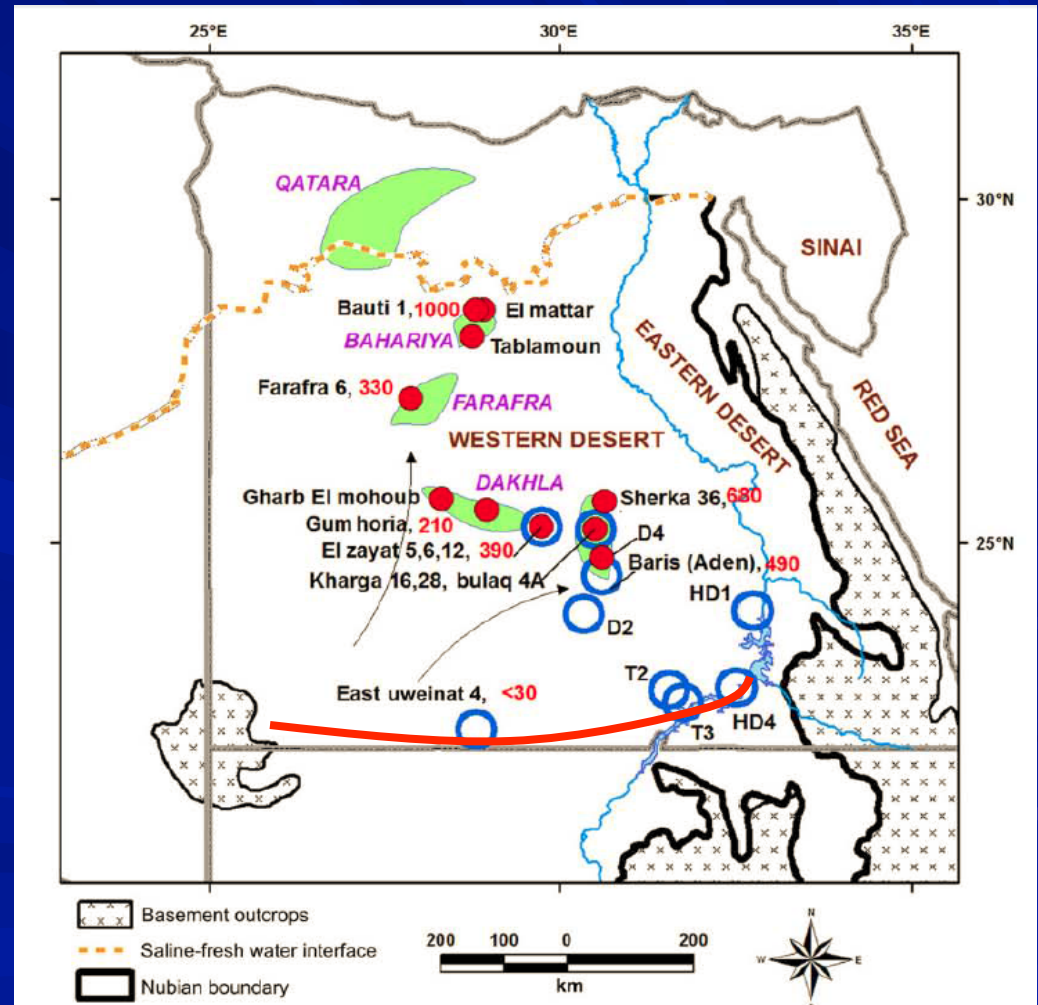 25°E 30°E 35°E
QATARA
30°N
SINAI
Bauti 1, 1000 El mattar
BAHARIYA Tablamoun
EASTERN DESERT
RED SEA
Farafra 6, 330
FARAFRA
WESTERN DESERT
DAKHLA
Gharb El mohoub Sherka 36, 680
Gum horia, 210
D4
El zayat 5,6,12, 390
25°N
Baris (Aden), 490
Kharga 16,28, bulaq 4A
HD1
D2
T2
East uweinat 4, <30
T3 HD4
Basement outcrops
Saline-fresh water interface
Nubian boundary
200 100 0 200
km
N
W E